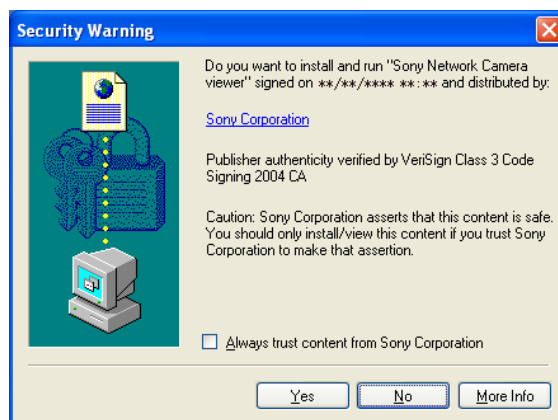 Security Warning
Do you want to install and run "Sony Network Camera
viewer" signed on **/**/**** **:** and distributed by:
Sony Corporation
Publisher authenticity verified by VeriSign Class 3 Code
Signing 2004 CA
Caution: Sony Corporation asserts that this content is safe.
You should only install/view this content if you trust Sony
Corporation to make that assertion.
Always trust content from Sony Corporation
Yes
No
More Info